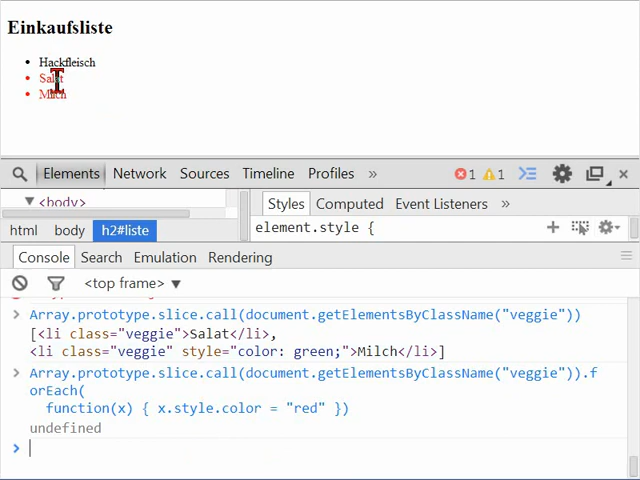 Einkaufsliste
Hackfleisch
Salat
Milch
Elements Network Sources Timeline Profiles » 1 1
<body>
Styles Computed Event Listeners »
html body h2#liste
element.style {
Console Search Emulation Rendering
<top frame>
Array.prototype.slice.call(document.getElementsByClassName("veggie"))
[<li class="veggie">Salat</li>,
<li class="veggie" style="color: green;">Milch</li>]
Array.prototype.slice.call(document.getElementsByClassName("veggie")).f
orEach(
function(x) { x.style.color = "red" })
undefined